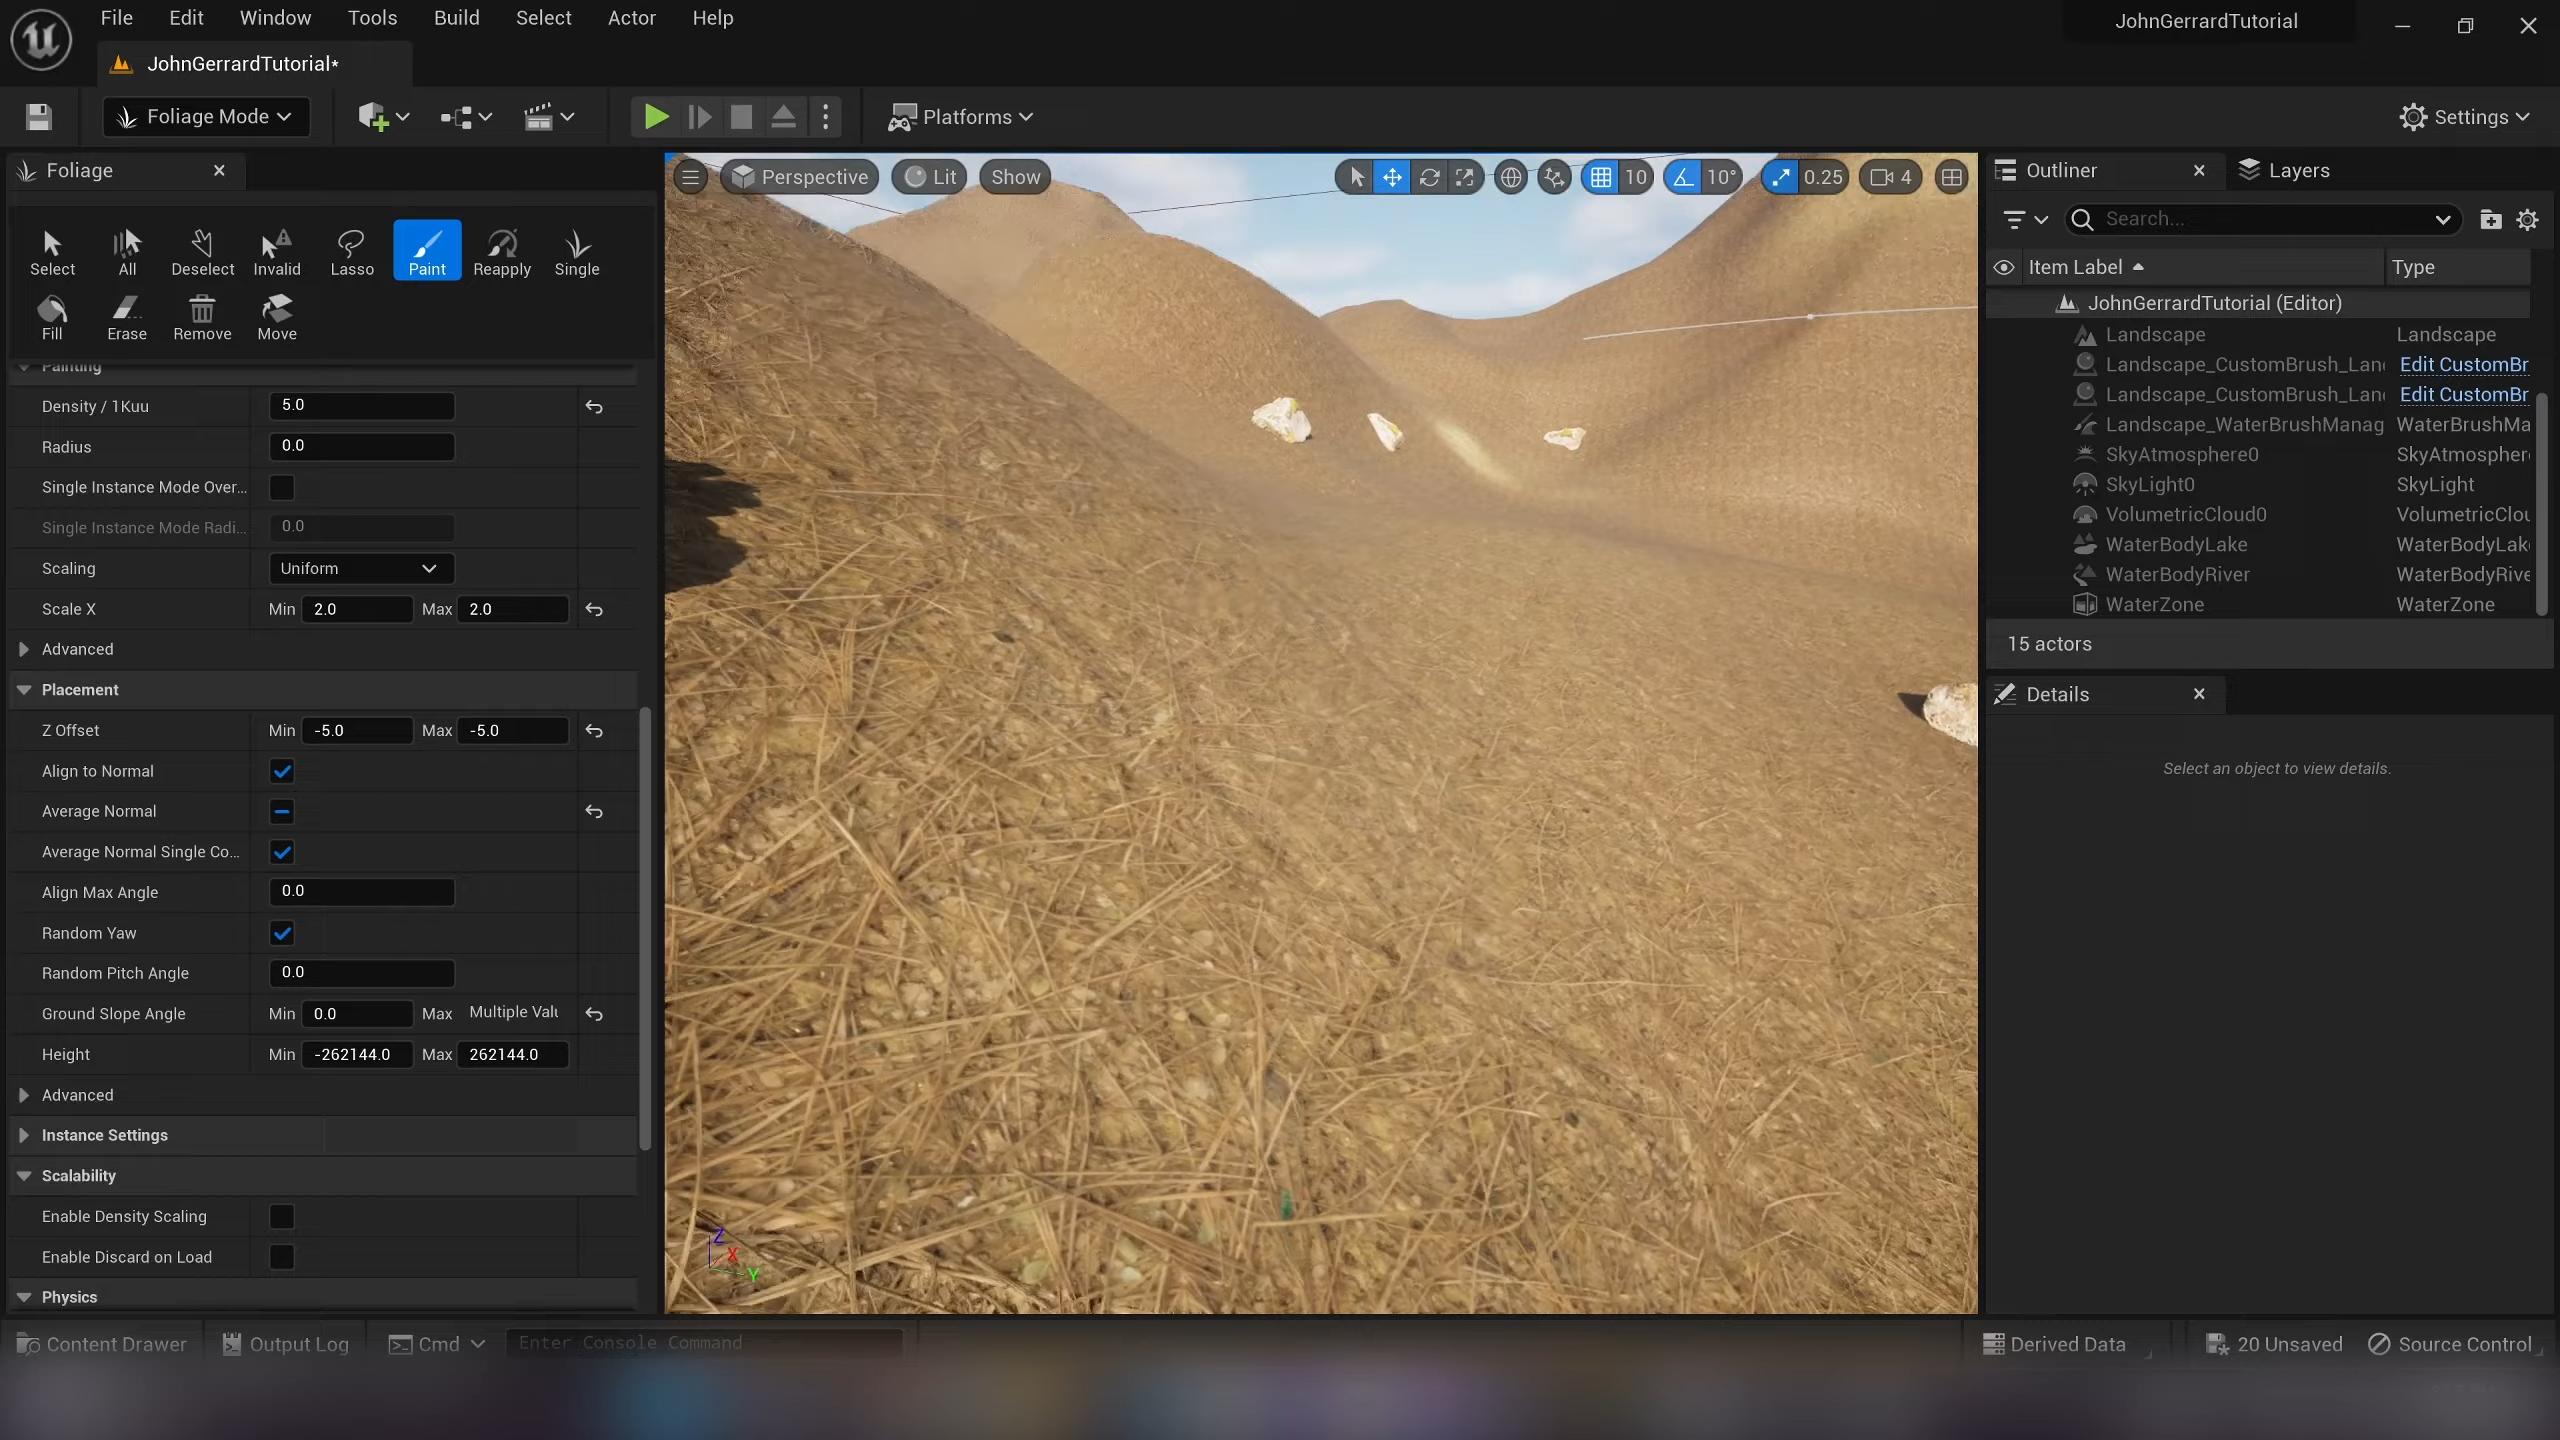 File Edit Window Tools Build Select Actor Help
JohnGerrardTutorial
JohnGerrardTutorial*
Foliage Mode
Platforms
Settings
Foliage
Select All Deselect Invalid Lasso Paint Reapply Single
Fill Erase Remove Move
Painting
Density / 1Kuu 5.0
Radius 0.0
Single Instance Mode Over...
Single Instance Mode Radi... 0.0
Scaling Uniform
Scale X Min 2.0 Max 2.0
Advanced
Placement
Z Offset Min -5.0 Max -5.0
Align to Normal
Average Normal
Average Normal Single Co...
Align Max Angle 0.0
Random Yaw
Random Pitch Angle 0.0
Ground Slope Angle Min 0.0 Max Multiple Valu
Height Min -262144.0 Max 262144.0
Advanced
Instance Settings
Scalability
Enable Density Scaling
Enable Discard on Load
Physics
Perspective Lit Show 10 10° 0.25 4
Z
X
Y
Outliner Layers
Search...
Item Label Type
JohnGerrardTutorial (Editor)
Landscape Landscape
Landscape_CustomBrush_Lan Edit CustomBr
Landscape_CustomBrush_Lan Edit CustomBr
Landscape_WaterBrushManag WaterBrushMa
SkyAtmosphere0 SkyAtmosphere
SkyLight0 SkyLight
VolumetricCloud0 VolumetricClou
WaterBodyLake WaterBodyLak
WaterBodyRiver WaterBodyRive
WaterZone WaterZone
15 actors
Details
Select an object to view details.
Content Drawer Output Log Cmd Enter Console Command Derived Data 20 Unsaved Source Control